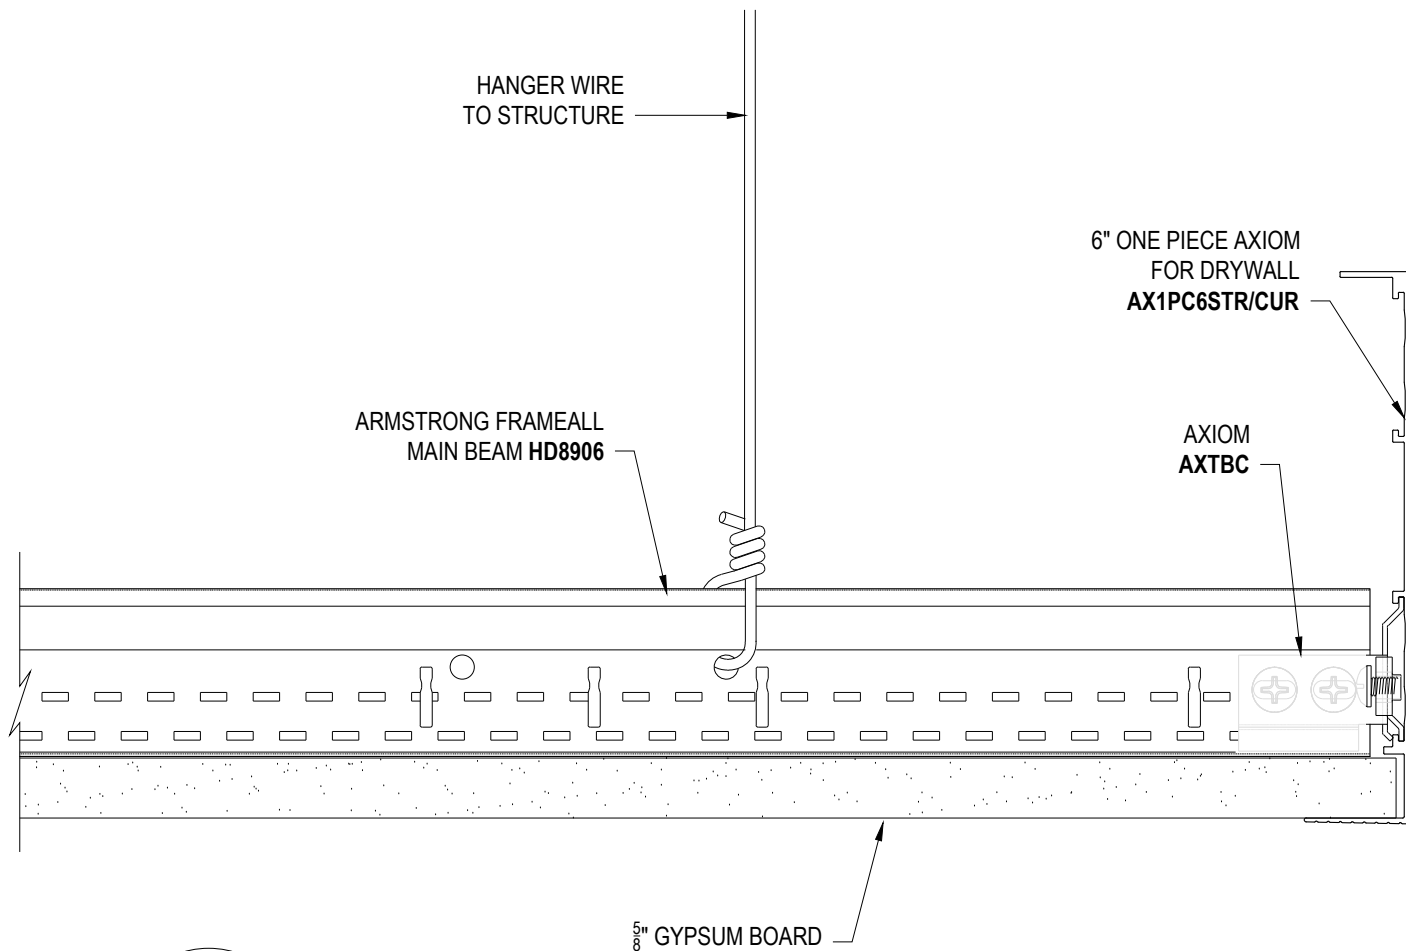 HANGER WIRE
TO STRUCTURE
6" ONE PIECE AXIOM
FOR DRYWALL
AX1PC6STR/CUR
ARMSTRONG FRAMEALL
MAIN BEAM HD8906
AXIOM
AXTBC
5/8" GYPSUM BOARD